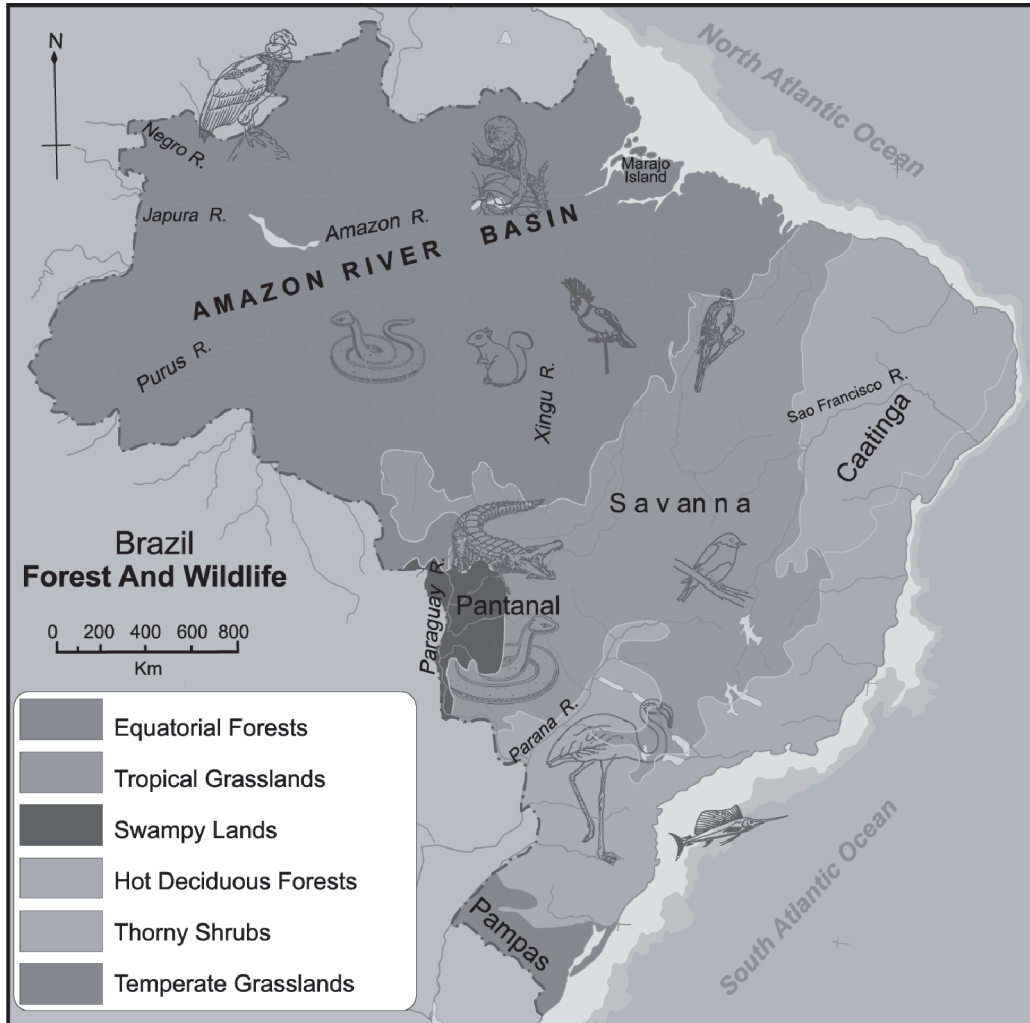 N
North Atlantic
Ocean
Negro R.
Marajo
Island
Japura R.
Amazon R.
AMAZON RIVER BASIN
Purus R.
Xingu R.
Sao Francisco R.
Caatinga
Savanna
Brazil
Forest And Wildlife
0 200 400 600 800
Km
Paraguay R.
Pantanal
Parana R.
Pampas
South Atlantic Ocean
Equatorial Forests
Tropical Grasslands
Swampy Lands
Hot Deciduous Forests
Thorny Shrubs
Temperate Grasslands